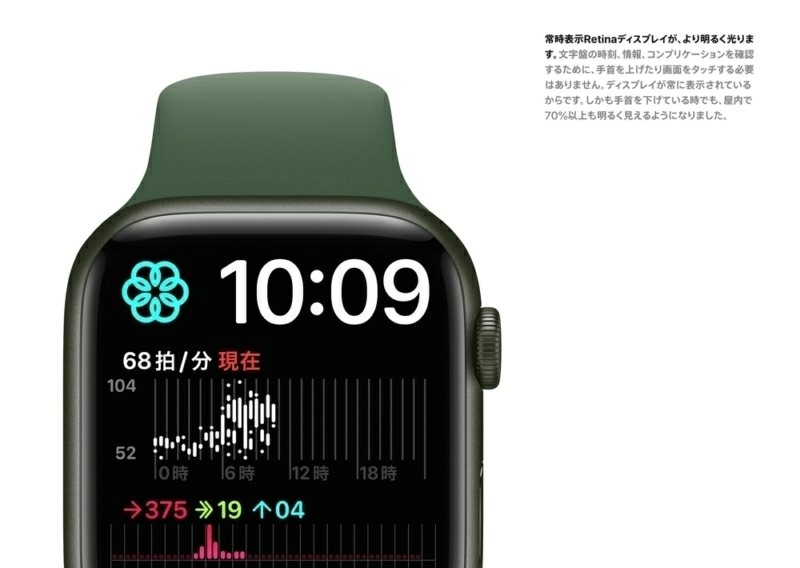 常時表示Retinaディスプレイが、より明るく光りま
す。文字盤の時刻、情報、コンプリケーションを確認
するために、手首を上げたり画面をタッチする必要
はありません。ディスプレイが常に表示されている
からです。しかも手首を下げている時でも、屋内で
70%以上も明るく見えるようになりました。
10:09
68拍/分 現在
104
52
0時 6時 12時 18時
→375 19 ↑04